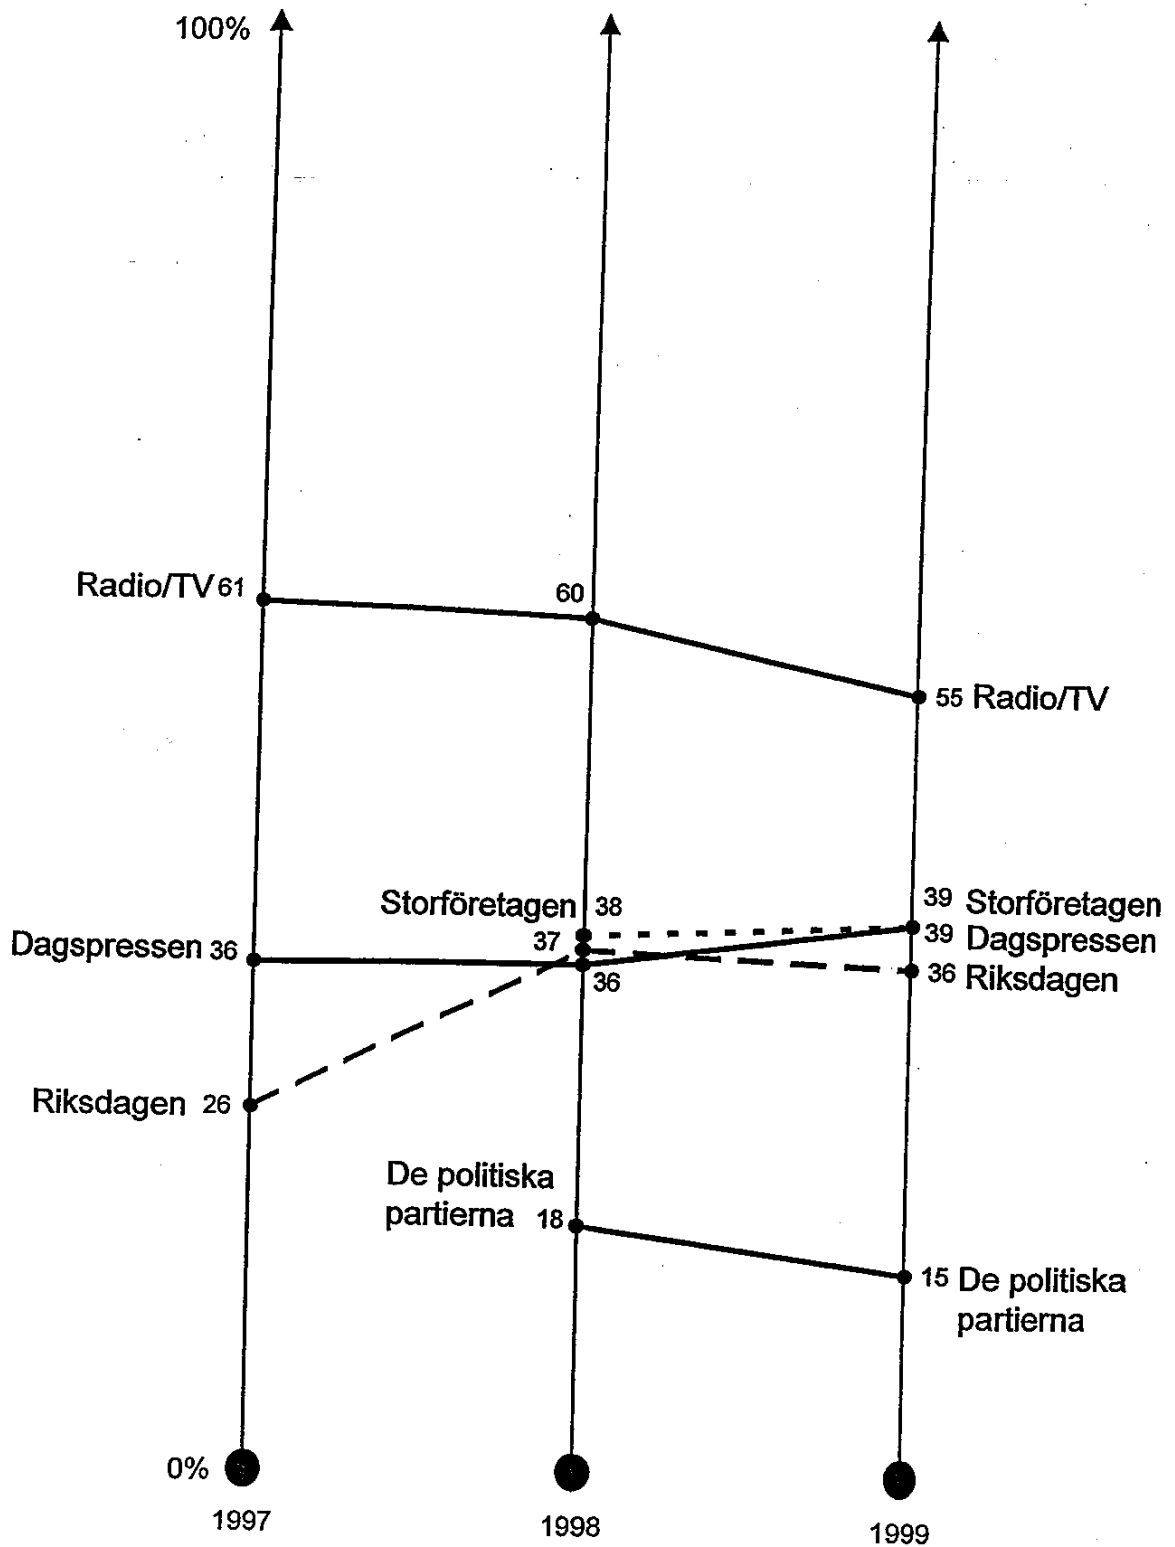 100%
Radio/TV 61
60
55 Radio/TV
Storföretagen 38
39 Storföretagen
Dagspressen 36
37
39 Dagspressen
36
36 Riksdagen
Riksdagen 26
De politiska
partierna 18
15 De politiska
partierna
0%
1997
1998
1999